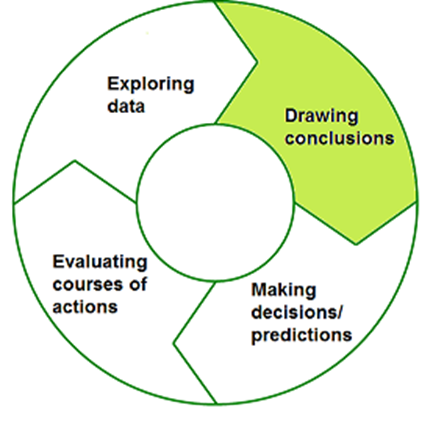 Exploring
data
Drawing
conclusions
Evaluating
courses of
actions
Making
decisions/
predictions